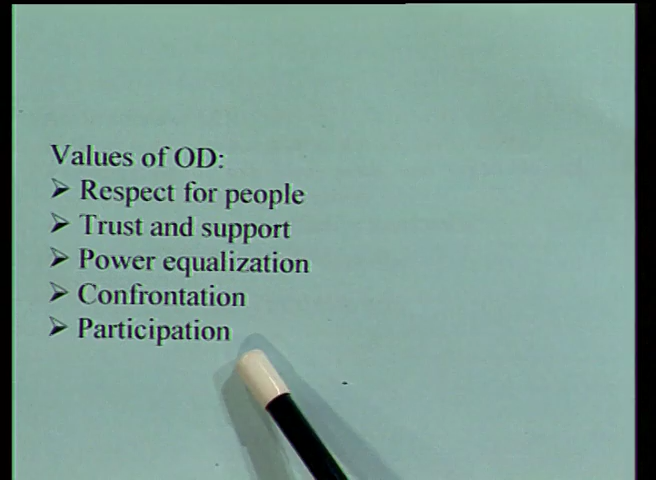 Values of OD:
➢ Respect for people
➢ Trust and support
➢ Power equalization
➢ Confrontation
➢ Participation